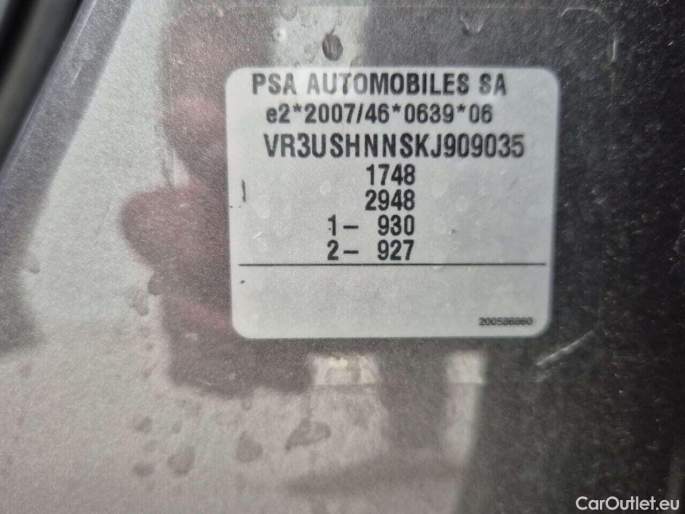 PSA AUTOMOBILES SA
e2*2007/46*0639*06
VR3USHNNSKJ909035
1748
2948
1- 930
2- 927
200586860
CarOutlet.eu